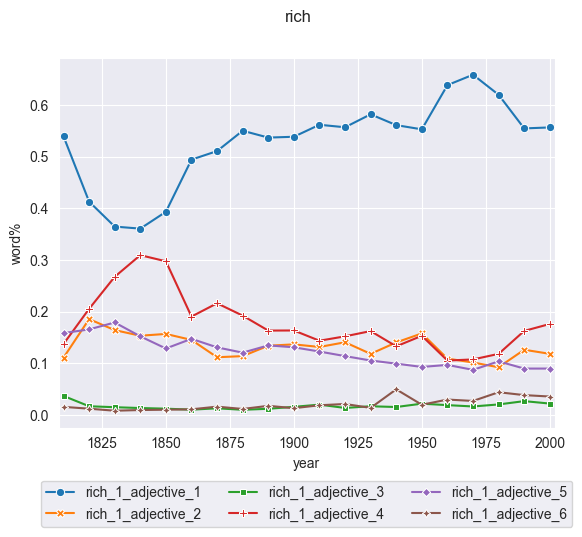 rich
0.6
0.5
0.4
0.3
0.2
0.1
0.0
word%
1825 1850 1875 1900 1925 1950 1975 2000
year
rich_1_adjective_1 rich_1_adjective_3 rich_1_adjective_5
rich_1_adjective_2 rich_1_adjective_4 rich_1_adjective_6